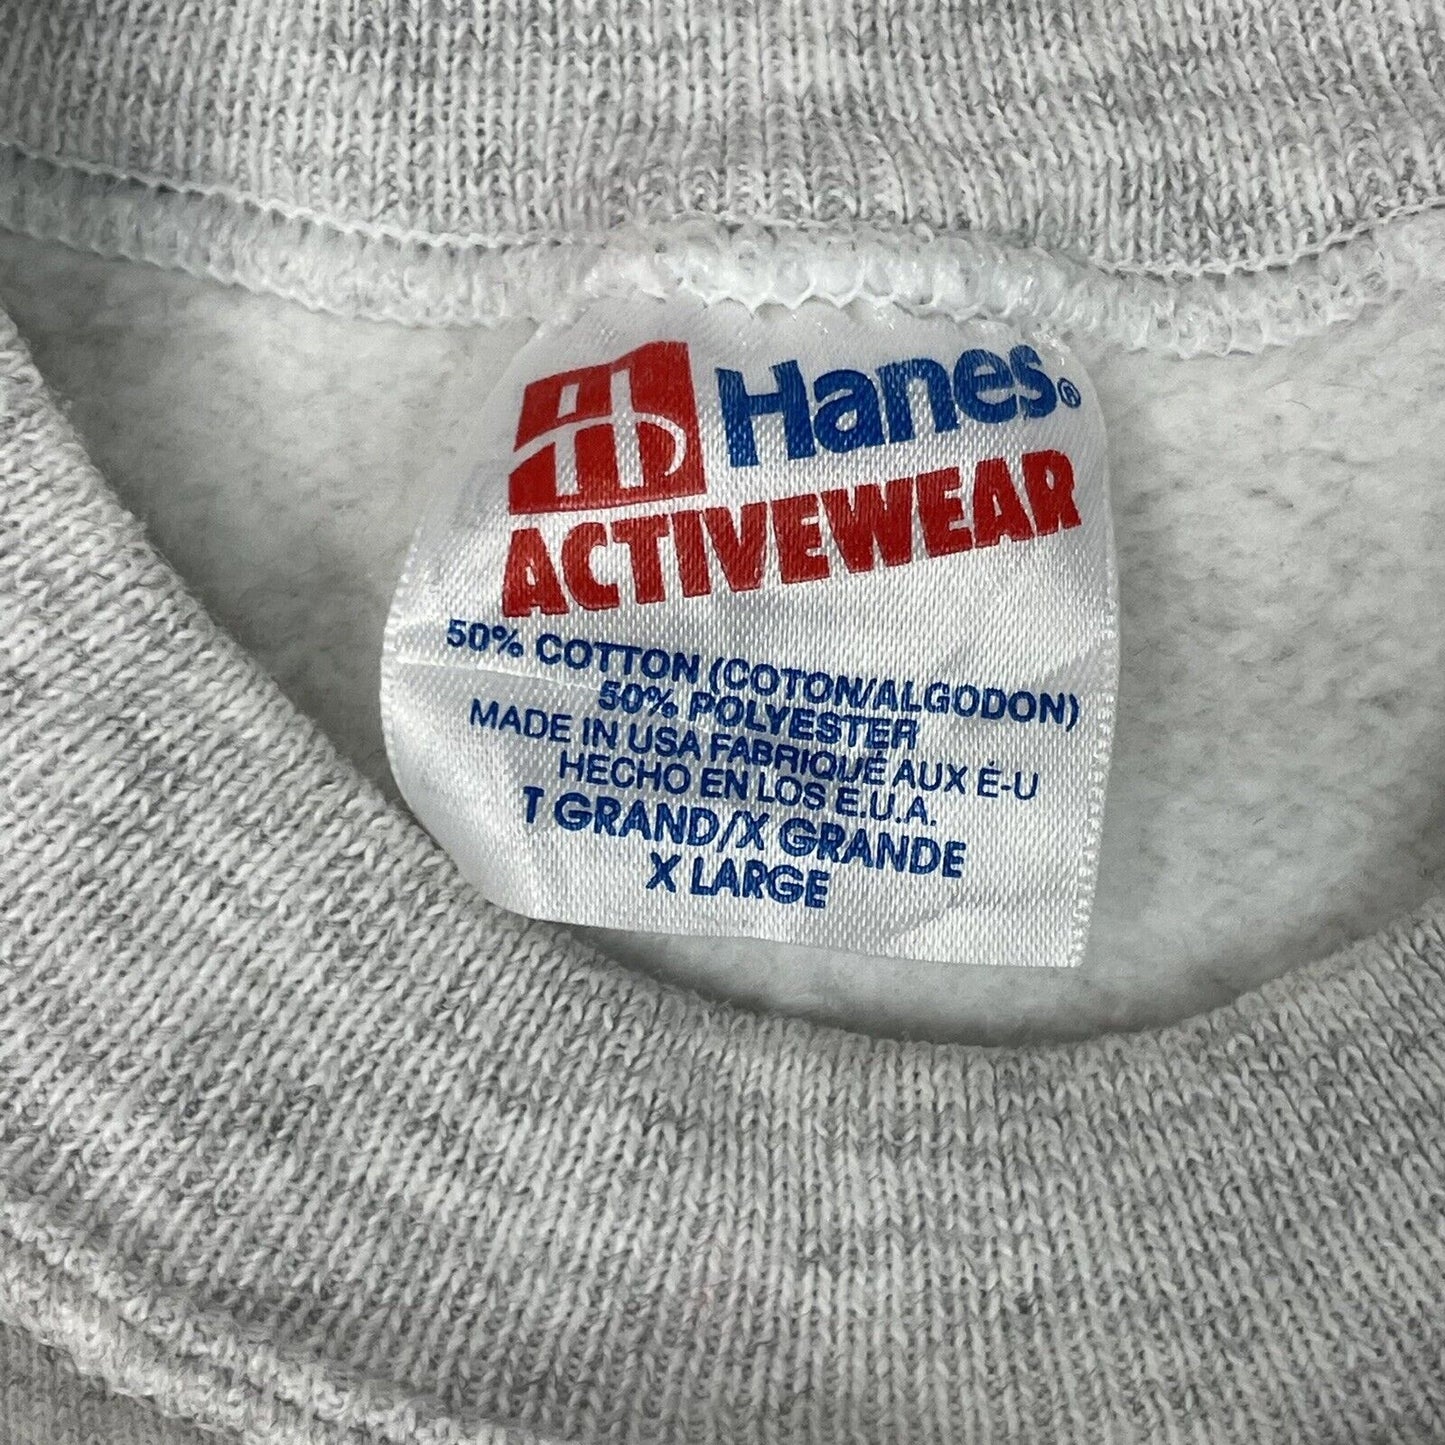 Hanes®
ACTIVEWEAR
50% COTTON (COTON/ALGODON)
50% POLYESTER
MADE IN USA FABRIQUÉ AUX É-U
HECHO EN LOS E.U.A.
T GRAND/X GRANDE
X LARGE